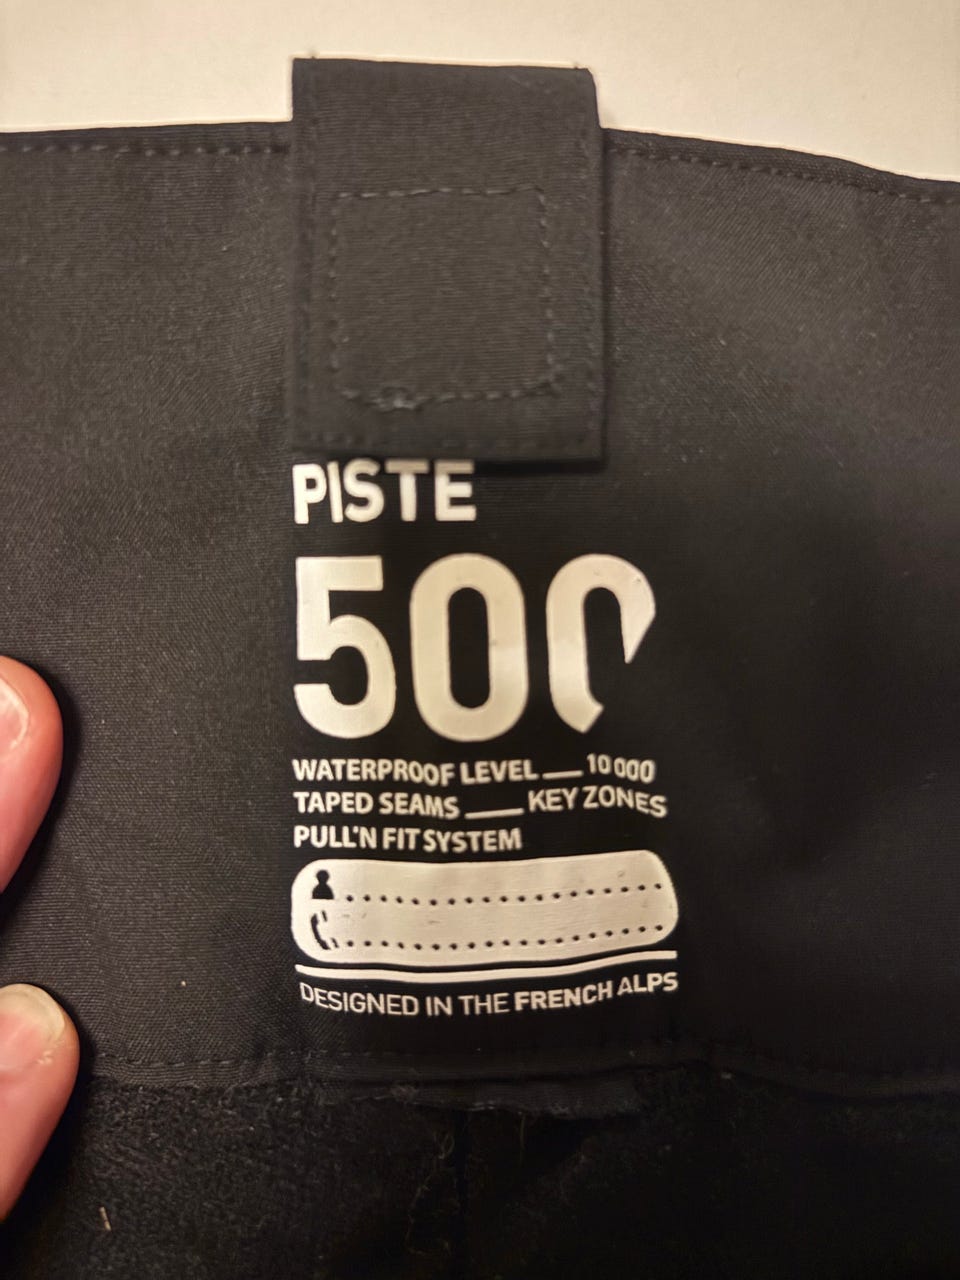 PISTE
500
WATERPROOF LEVEL 10 000
TAPED SEAMS KEY ZONES
PULL'N FIT SYSTEM
DESIGNED IN THE FRENCH ALPS